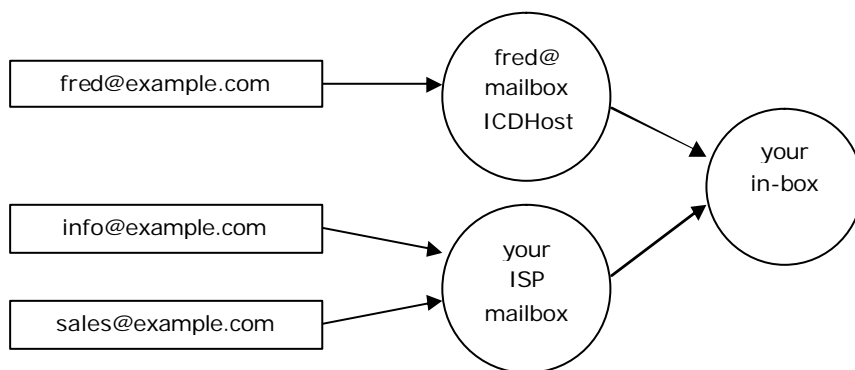 fred@example.com
fred@
mailbox
ICDHost
your
in-box
info@example.com
your
ISP
mailbox
sales@example.com